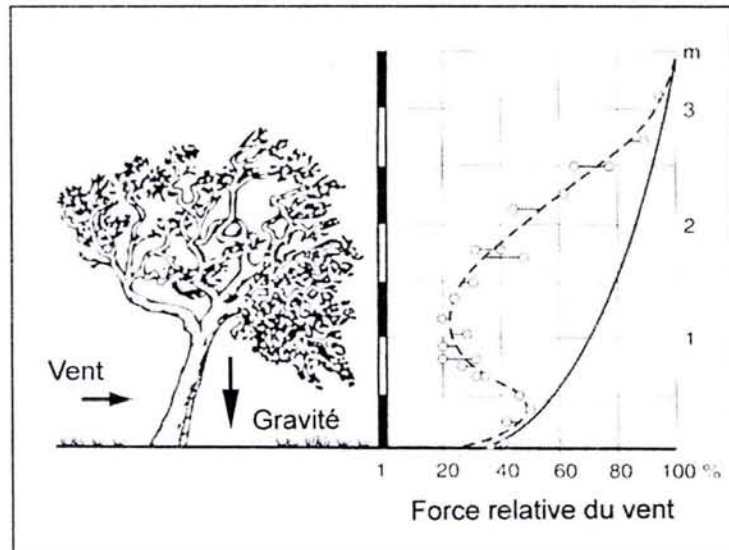 m
3
2
1
Vent
Gravité
1 20 40 60 80 100 %
Force relative du vent